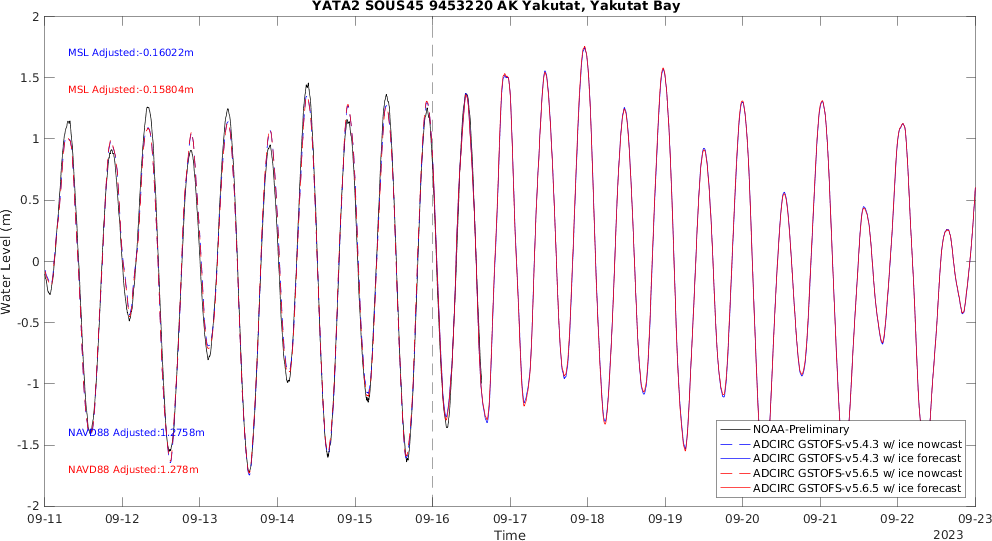 YATA2 SOUS45 9453220 AK Yakutat, Yakutat Bay
MSL Adjusted:-0.16022m
MSL Adjusted:-0.15804m
NAVD88 Adjusted:1.2758m
NAVD88 Adjusted:1.278m
Water Level (m)
2
1.5
1
0.5
0
-0.5
-1
-1.5
-2
NOAA-Preliminary
ADCIRC GSTOFS-v5.4.3 w/ ice nowcast
ADCIRC GSTOFS-v5.4.3 w/ ice forecast
ADCIRC GSTOFS-v5.6.5 w/ ice nowcast
ADCIRC GSTOFS-v5.6.5 w/ ice forecast
09-11 09-12 09-13 09-14 09-15 09-16 09-17 09-18 09-19 09-20 09-21 09-22 09-23
Time
2023